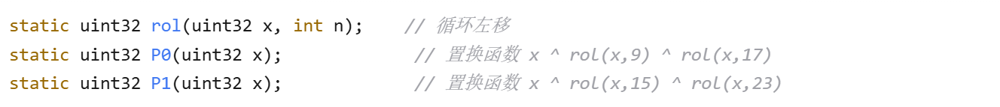 static uint32 rol(uint32 x, int n);    // 循环左移
static uint32 P0(uint32 x);             // 置换函数 x ^ rol(x,9) ^ rol(x,17)
static uint32 P1(uint32 x);             // 置换函数 x ^ rol(x,15) ^ rol(x,23)